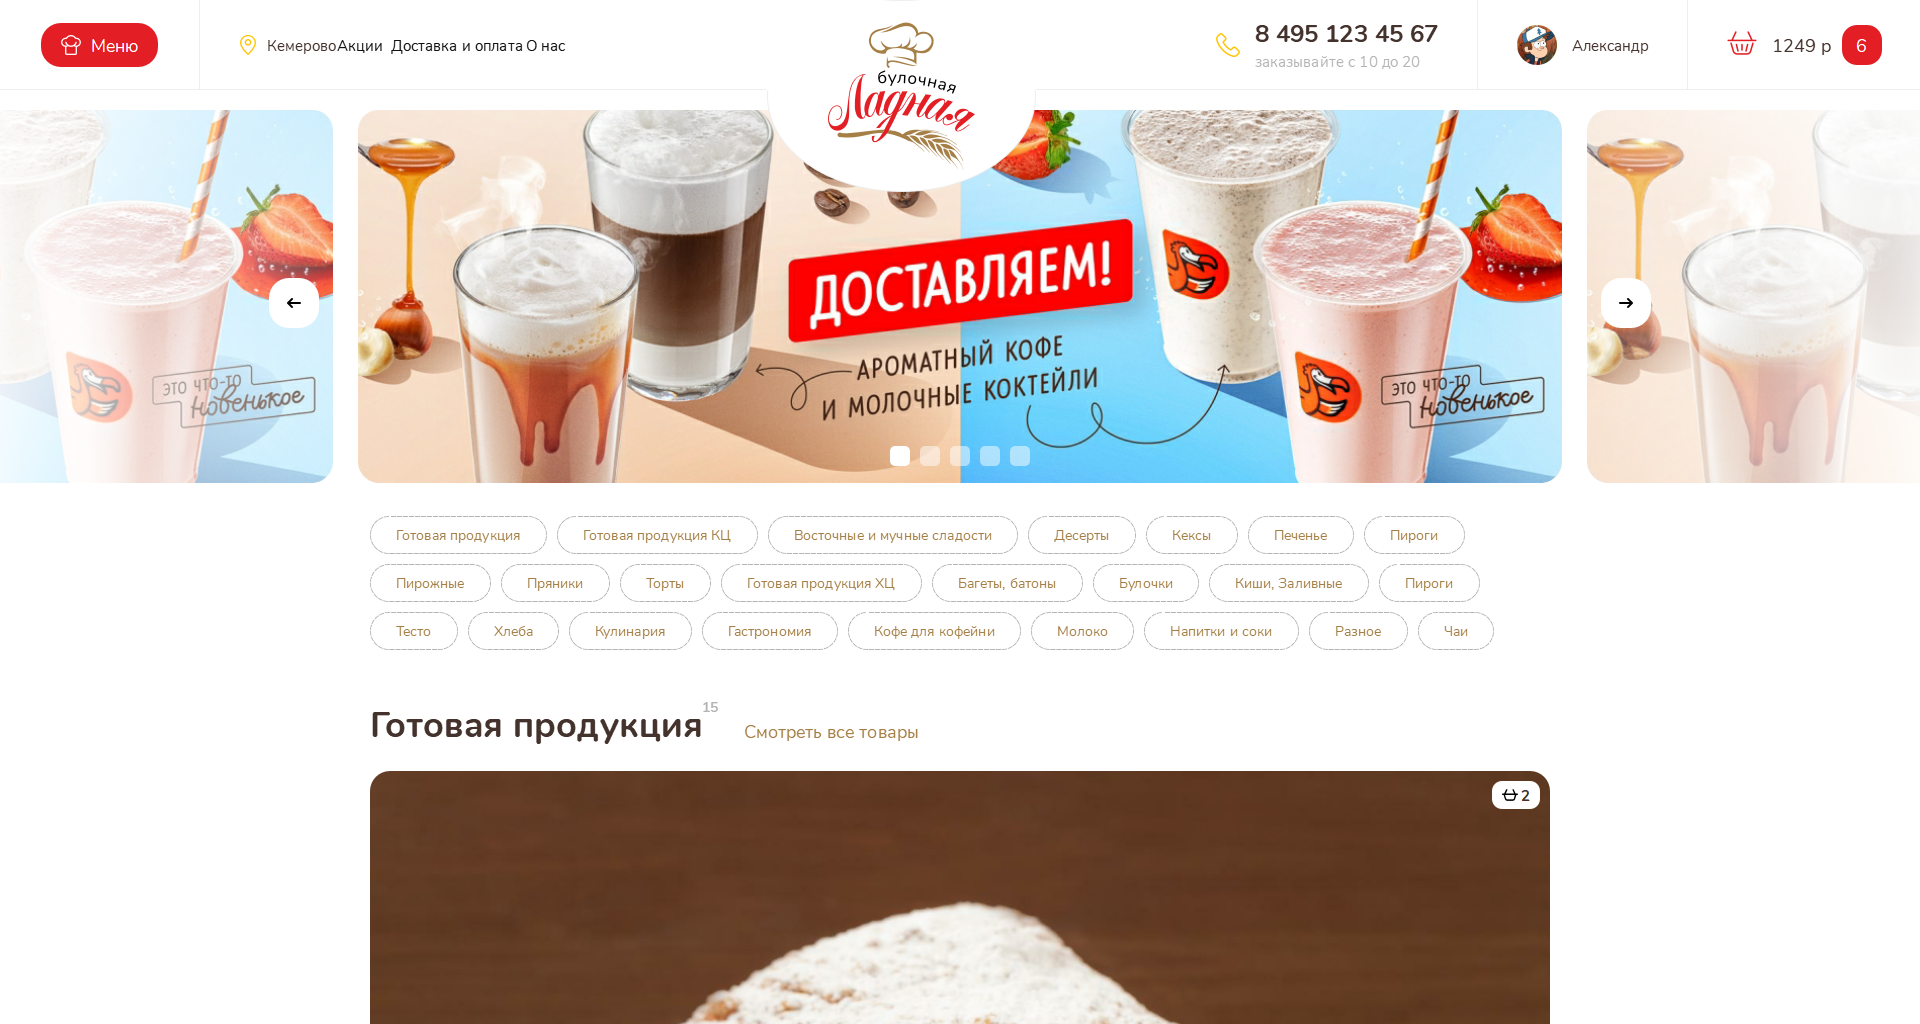 Меню
Кемерово
Акции
Доставка и оплата
О нас
булочная
Ладная
8 495 123 45 67
заказывайте с 10 до 20
Александр
1249 р
6
ЭТО ЧТО-ТО
новенькое
ДОСТАВЛЯЕМ!
АРОМАТНЫЙ КОФЕ
И МОЛОЧНЫЕ КОКТЕЙЛИ
ЭТО ЧТО-ТО
новенькое
Готовая продукция
Готовая продукция КЦ
Восточные и мучные сладости
Десерты
Кексы
Печенье
Пироги
Пирожные
Пряники
Торты
Готовая продукция ХЦ
Багеты, батоны
Булочки
Киши, Заливные
Пироги
Тесто
Хлеба
Кулинария
Гастрономия
Кофе для кофейни
Молоко
Напитки и соки
Разное
Чаи
Готовая продукция
15
Смотреть все товары
2